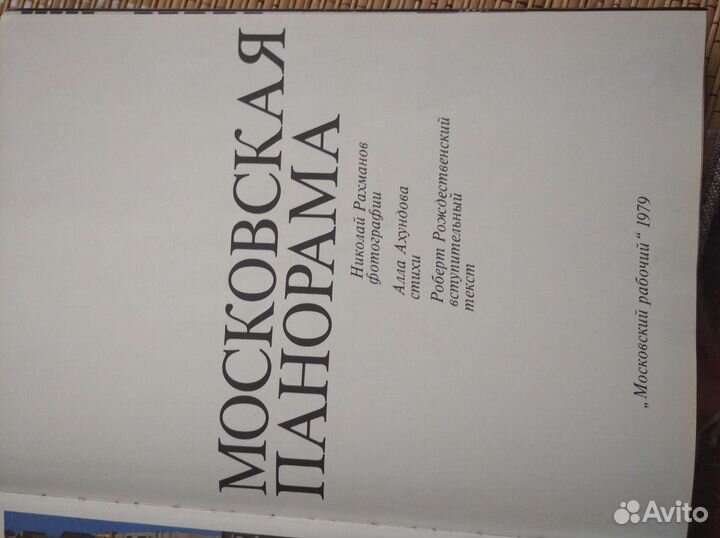 МОСКОВСКАЯ
ПАНОРАМА
Николай Рахманов
фотографии
Алла Ахундова
стихи
Роберт Рождественский
вступительный
текст
„Московский рабочий“ 1979
Avito